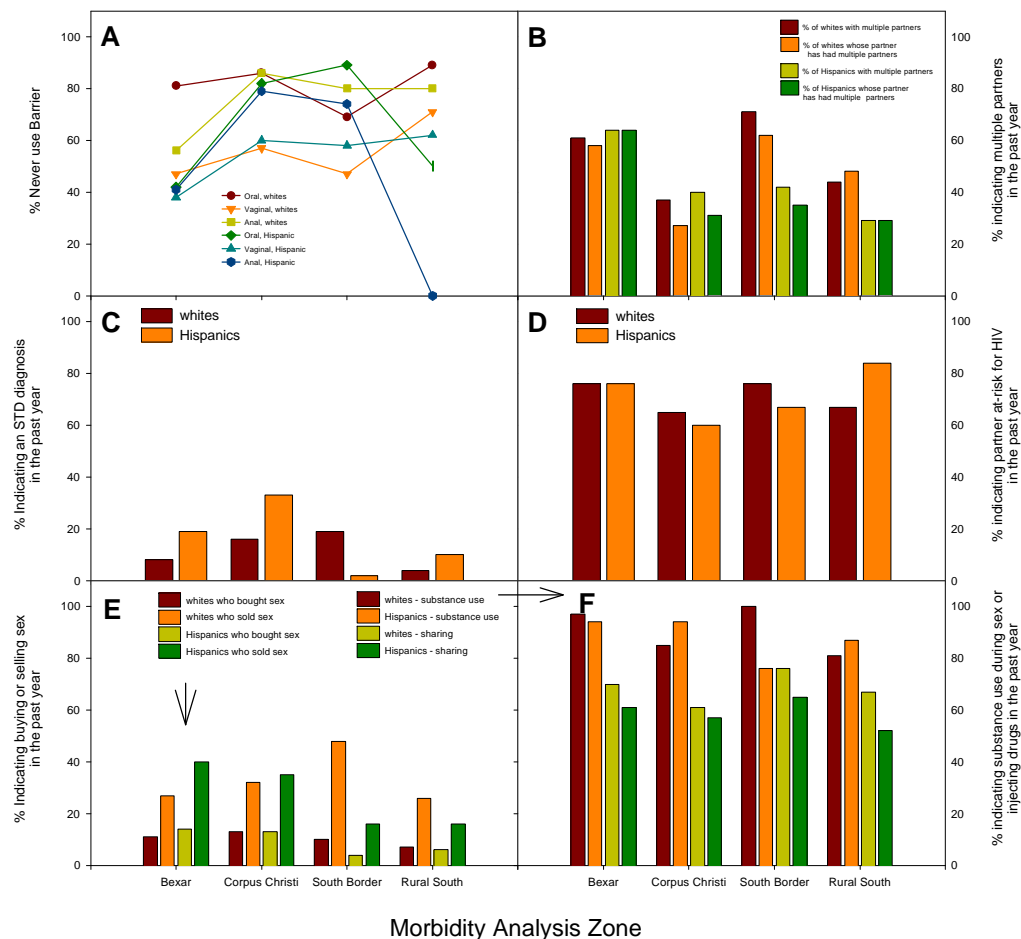 A
% Never use Barrier
100
80
60
40
20
0
Oral, whites
Vaginal, whites
Anal, whites
Oral, Hispanic
Vaginal, Hispanic
Anal, Hispanic
B
% of whites with multiple partners
% of whites whose partner
has had multiple partners
% of Hispanics with multiple partners
% of Hispanics whose partner
has had multiple partners
100
80
60
40
20
0
% indicating multiple partners
in the past year
C
whites
Hispanics
% Indicating an STD diagnosis
in the past year
100
80
60
40
20
0
D
whites
Hispanics
100
80
60
40
20
0
% indicating partner at-risk for HIV
in the past year
E
whites who bought sex
whites who sold sex
Hispanics who bought sex
Hispanics who sold sex
whites - substance use
Hispanics - substance use
whites - sharing
Hispanics - sharing
% Indicating buying or selling sex
in the past year
100
80
60
40
20
0
Bexar
Corpus Christi
South Border
Rural South
F
100
80
60
40
20
0
% indicating substance use during sex or
injecting drugs in the past year
Bexar
Corpus Christi
South Border
Rural South
Morbidity Analysis Zone